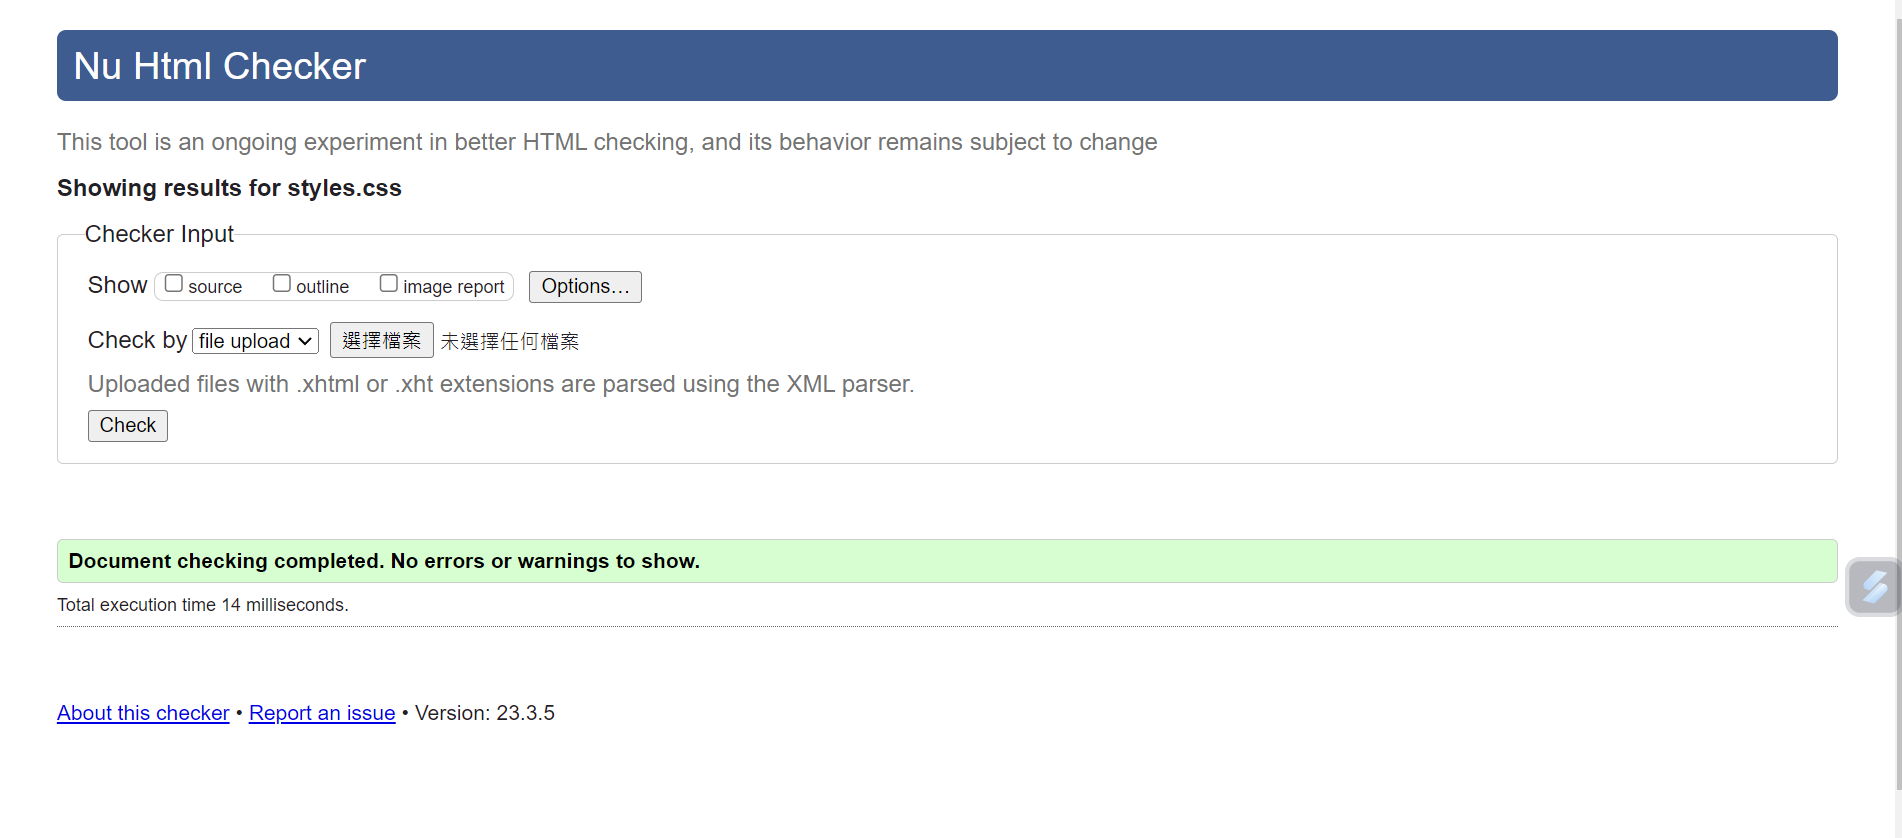 Nu Html Checker
This tool is an ongoing experiment in better HTML checking, and its behavior remains subject to change
Showing results for styles.css
Checker Input
Show source outline image report Options...
Check by file upload 選擇檔案 未選擇任何檔案
Uploaded files with .xhtml or .xht extensions are parsed using the XML parser.
Check
Document checking completed. No errors or warnings to show.
Total execution time 14 milliseconds.
About this checker • Report an issue • Version: 23.3.5